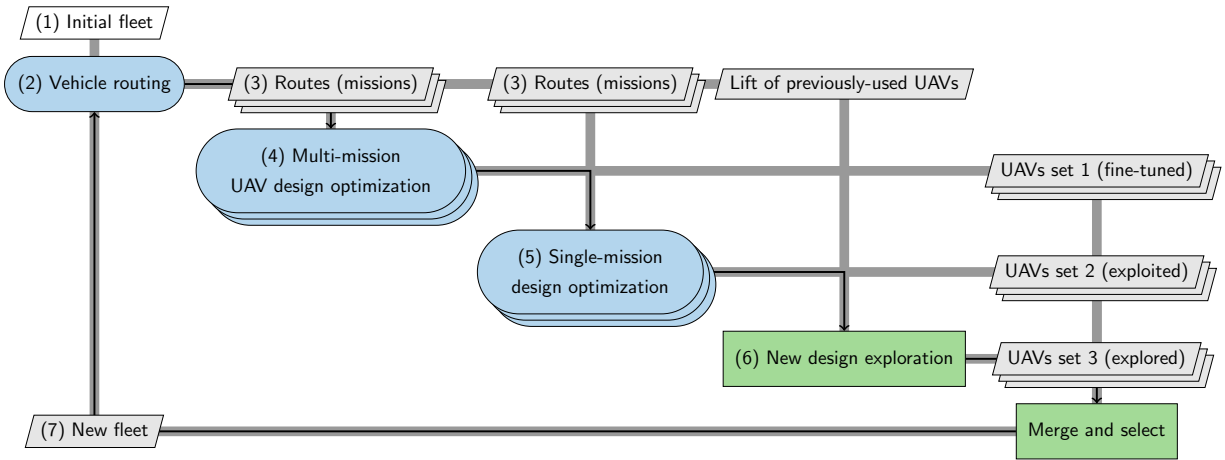 (1) Initial fleet
(2) Vehicle routing
(3) Routes (missions)
(3) Routes (missions)
Lift of previously-used UAVs
(4) Multi-mission
UAV design optimization
UAVs set 1 (fine-tuned)
(5) Single-mission
design optimization
UAVs set 2 (exploited)
(6) New design exploration
UAVs set 3 (explored)
(7) New fleet
Merge and select